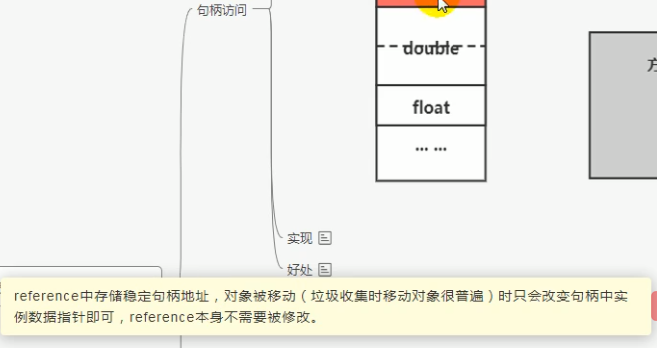 句柄访问
double
float
... ...
方
实现
好处
reference中存储稳定句柄地址，对象被移动（垃圾收集时移动对象很普遍）时只会改变句柄中实
例数据指针即可，reference本身不需要被修改。